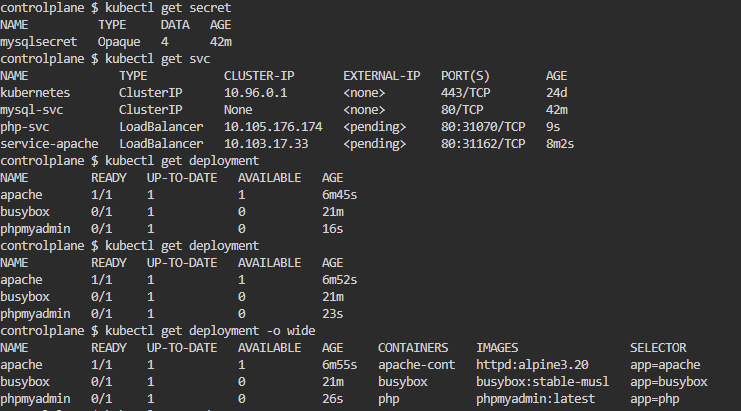 controlplane $ kubectl get secret
NAME          TYPE     DATA   AGE
mysqlsecret   Opaque   4      42m
controlplane $ kubectl get svc
NAME             TYPE           CLUSTER-IP       EXTERNAL-IP   PORT(S)        AGE
kubernetes       ClusterIP      10.96.0.1        <none>        443/TCP        24d
mysql-svc        ClusterIP      None             <none>        80/TCP         42m
php-svc          LoadBalancer   10.105.176.174   <pending>     80:31070/TCP   9s
service-apache   LoadBalancer   10.103.17.33     <pending>     80:31162/TCP   8m2s
controlplane $ kubectl get deployment
NAME         READY   UP-TO-DATE   AVAILABLE   AGE
apache       1/1     1            1           6m45s
busybox      0/1     1            0           21m
phpmyadmin   0/1     1            0           16s
controlplane $ kubectl get deployment
NAME         READY   UP-TO-DATE   AVAILABLE   AGE
apache       1/1     1            1           6m52s
busybox      0/1     1            0           21m
phpmyadmin   0/1     1            0           23s
controlplane $ kubectl get deployment -o wide
NAME         READY   UP-TO-DATE   AVAILABLE   AGE     CONTAINERS    IMAGES                SELECTOR
apache       1/1     1            1           6m55s   apache-cont   httpd:alpine3.20      app=apache
busybox      0/1     1            0           21m     busybox       busybox:stable-musl   app=busybox
phpmyadmin   0/1     1            0           26s     php           phpmyadmin:latest     app=php